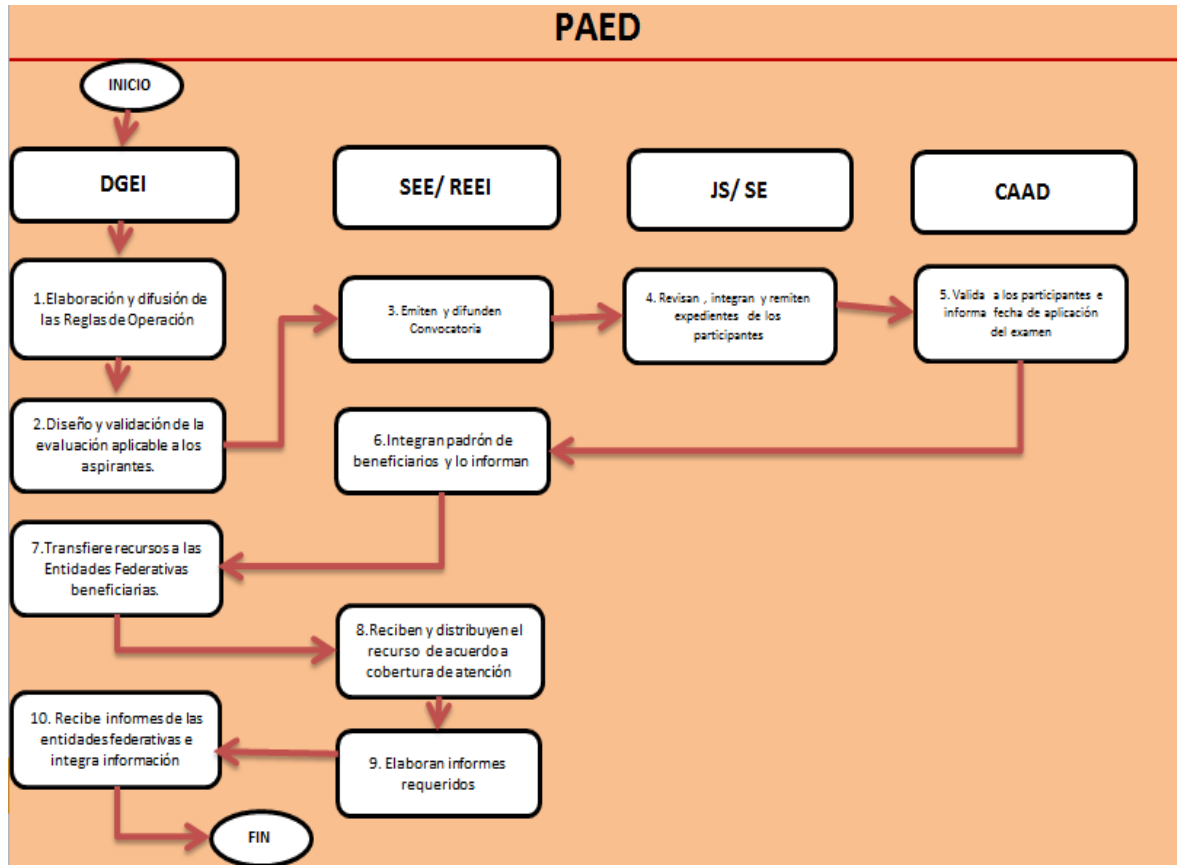 PAED
INICIO
DGEI
SEE/ REEI
JS/ SE
CAAD
1.Elaboración y difusión de
las Reglas de Operación
2.Diseño y validación de la
evaluación aplicable a los
aspirantes.
3. Emiten y difunden
Convocatoria
4. Revisan , integran y remiten
expedientes de los
participantes
5. Valida a los participantes e
informa fecha de aplicación
del examen
6.Integran padrón de
beneficiarios y lo informan
7.Transfiere recursos a las
Entidades Federativas
beneficiarias.
8.Reciben y distribuyen el
recurso de acuerdo a
cobertura de atención
9. Elaboran informes
requeridos
10. Recibe informes de las
entidades federativas e
integra información
FIN